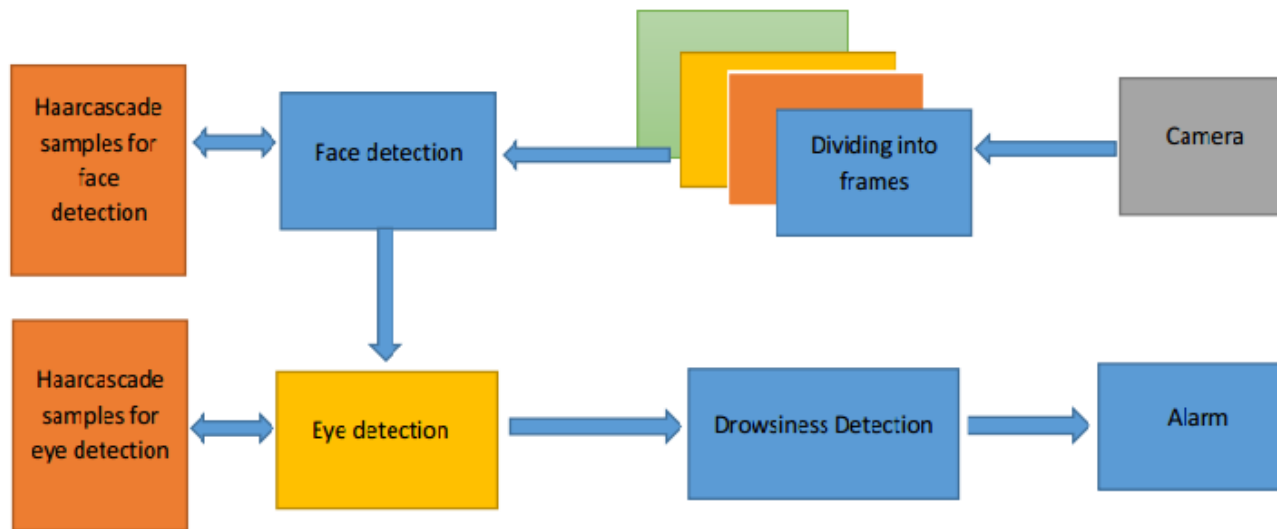 Haarcascade
samples for
face
detection
Face detection
Dividing into
frames
Camera
Haarcascade
samples for
eye detection
Eye detection
Drowsiness Detection
Alarm